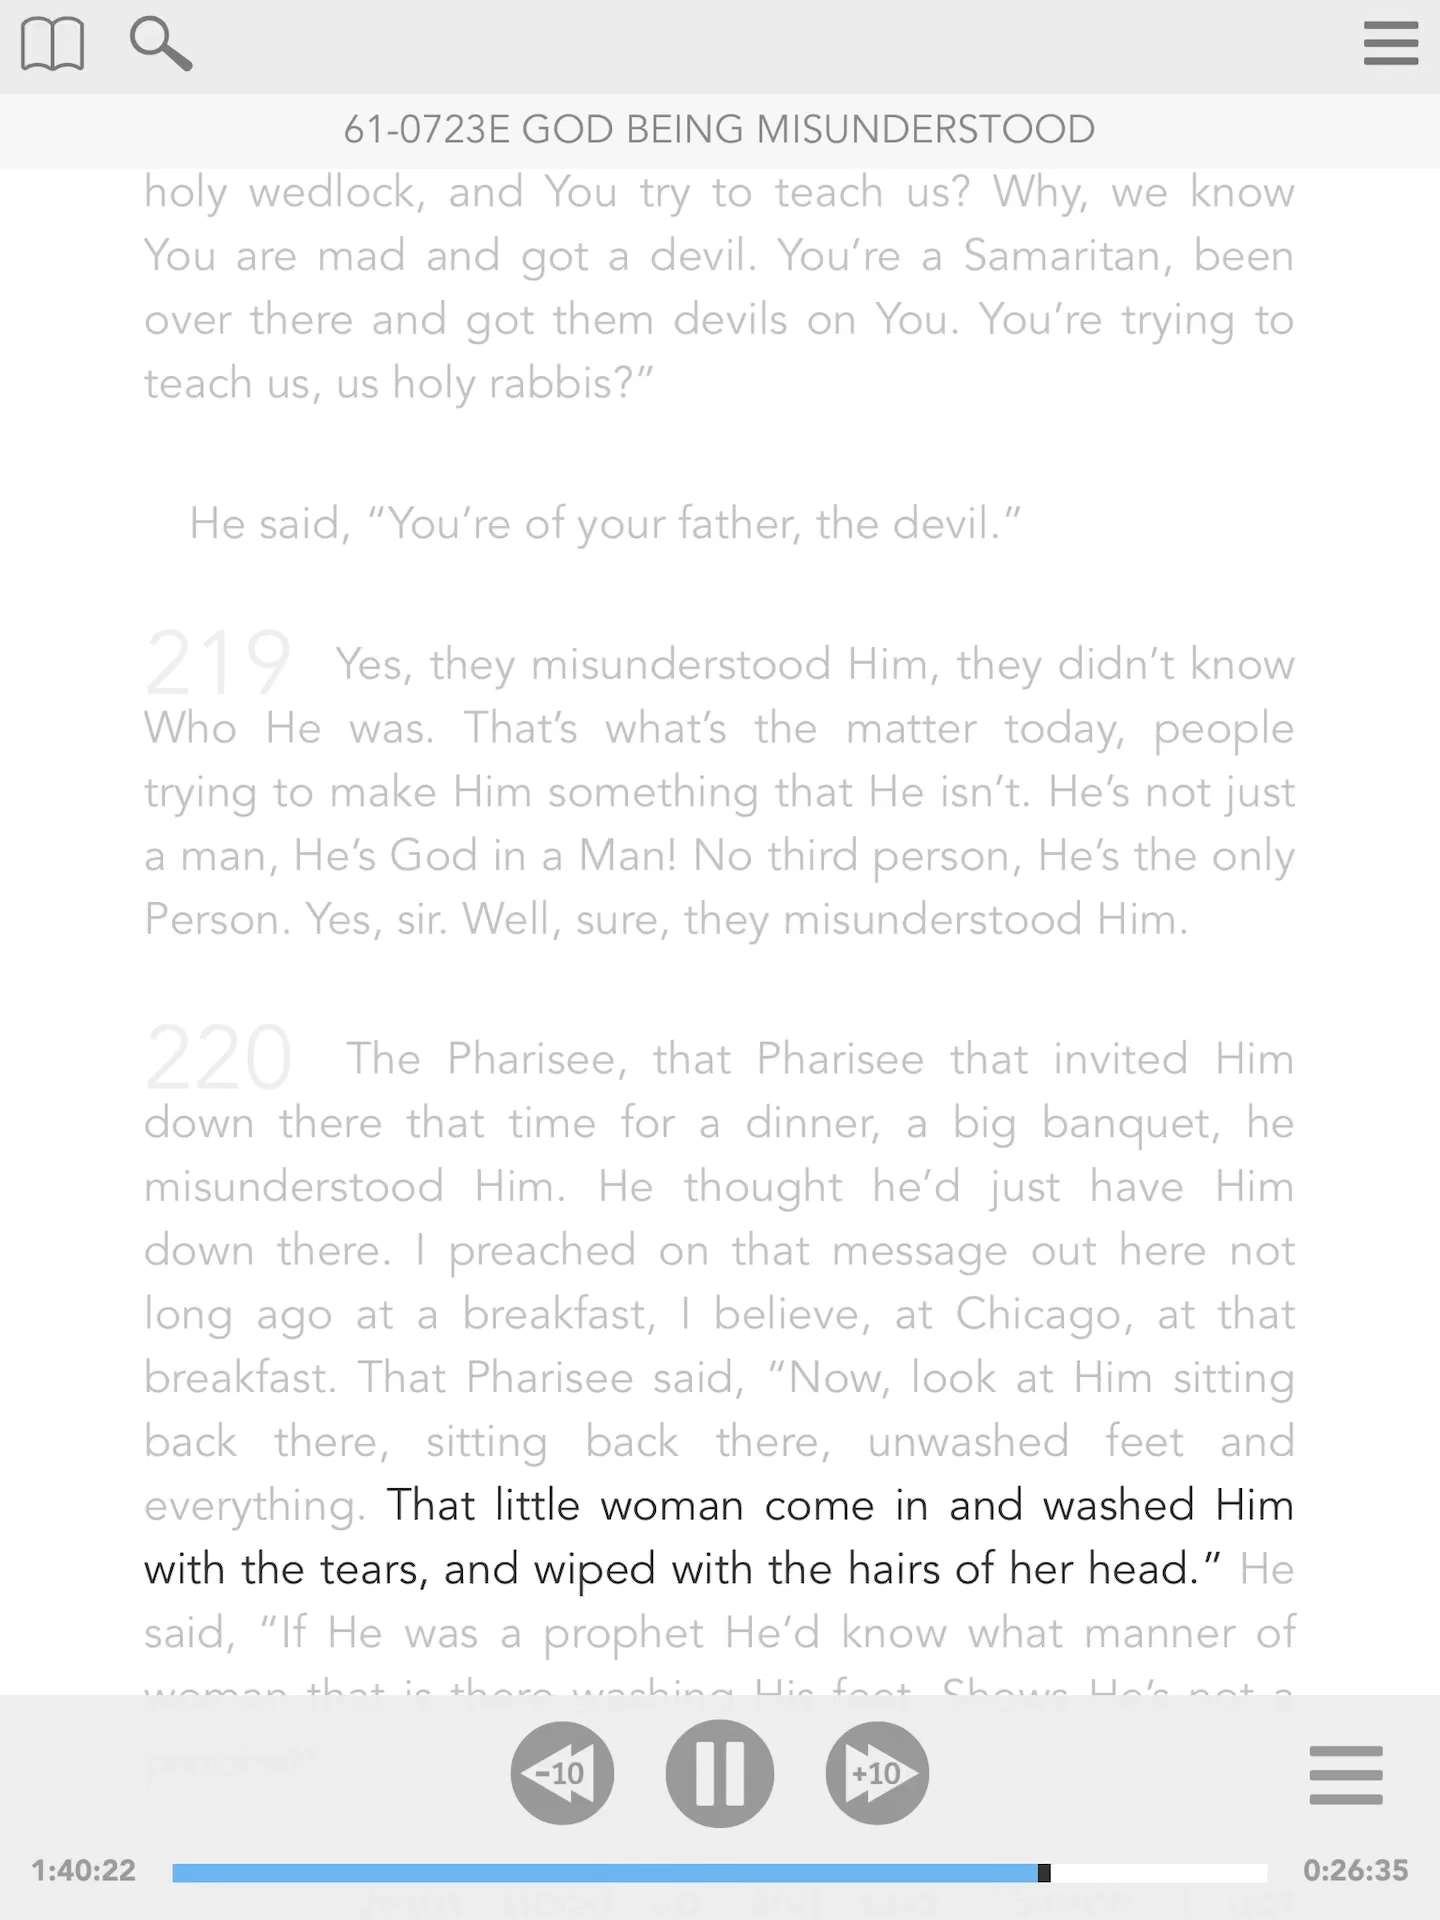 61-0723E GOD BEING MISUNDERSTOOD
holy wedlock, and You try to teach us? Why, we know
You are mad and got a devil. You’re a Samaritan, been
over there and got them devils on You. You’re trying to
teach us, us holy rabbis?”
He said, “You’re of your father, the devil.”
219 Yes, they misunderstood Him, they didn’t know
Who He was. That’s what’s the matter today, people
trying to make Him something that He isn’t. He’s not just
a man, He’s God in a Man! No third person, He’s the only
Person. Yes, sir. Well, sure, they misunderstood Him.
220 The Pharisee, that Pharisee that invited Him
down there that time for a dinner, a big banquet, he
misunderstood Him. He thought he’d just have Him
down there. I preached on that message out here not
long ago at a breakfast, I believe, at Chicago, at that
breakfast. That Pharisee said, “Now, look at Him sitting
back there, sitting back there, unwashed feet and
everything. That little woman come in and washed Him
with the tears, and wiped with the hairs of her head.” He
said, “If He was a prophet He’d know what manner of
woman that is there washing His feet. Shows He’s not a
-10 +10
1:40:22 0:26:35